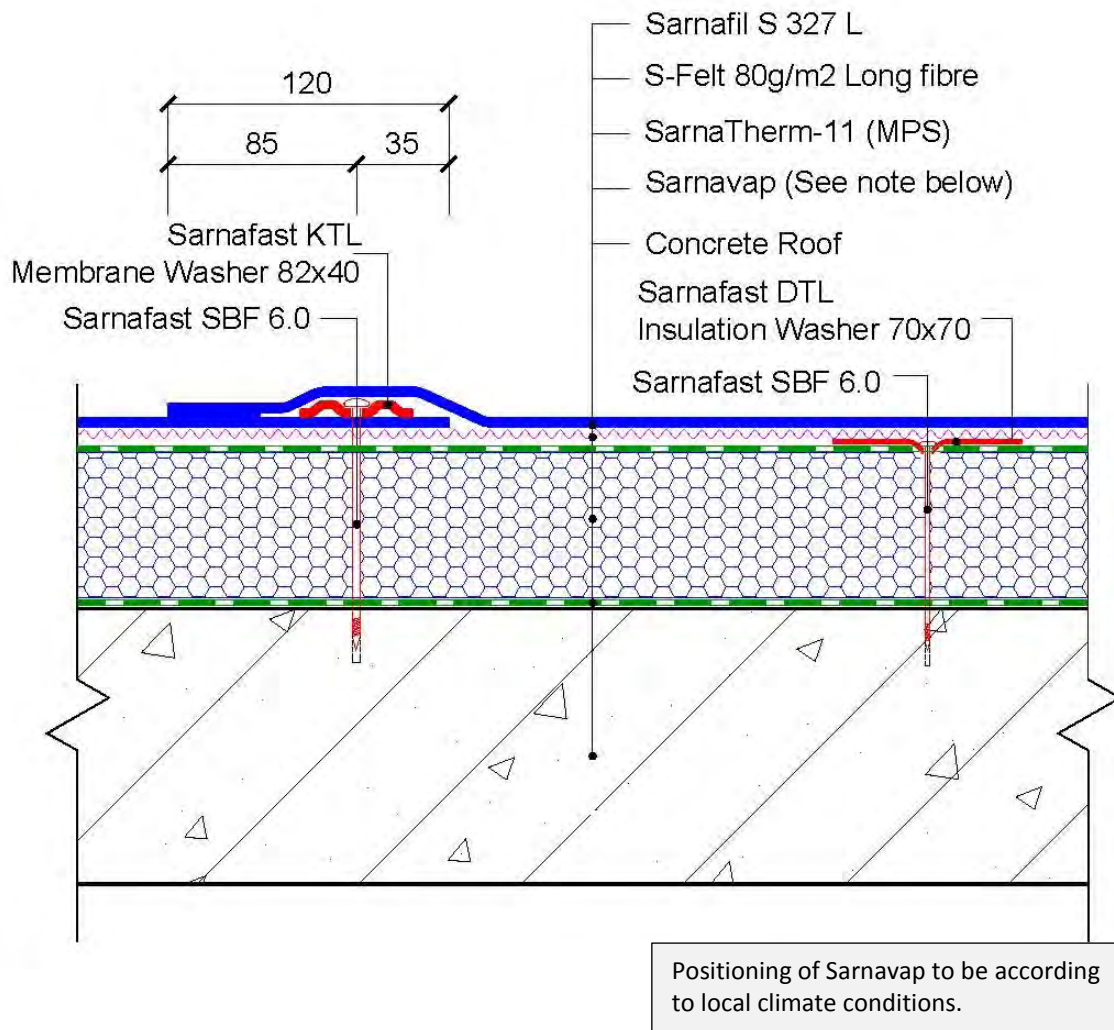 Sarnafil S 327 L
S-Felt 80g/m2 Long fibre
SarnaTherm-11 (MPS)
Sarnavap (See note below)
Concrete Roof
120
85
35
Sarnafast KTL
Membrane Washer 82x40
Sarnafast SBF 6.0
Sarnafast DTL
Insulation Washer 70x70
Sarnafast SBF 6.0
Positioning of Sarnavap to be according
to local climate conditions.